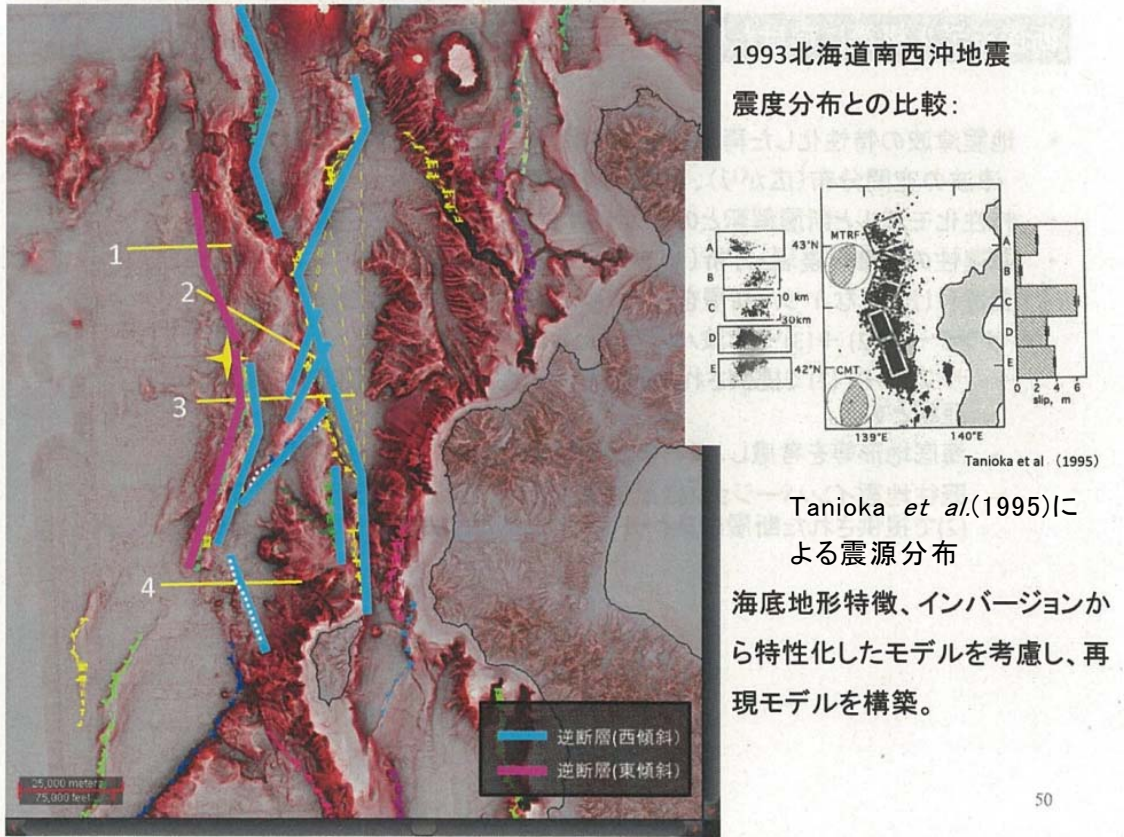 1993北海道南西沖地震
震度分布との比較：
1
2
3
4
逆断層(西傾斜)
逆断層(東傾斜)
25,000 meters
75,000 feet
A
B
C
D
E
0 km
30km
MTRF
43°N
42°N
CMT
139°E
140°E
A
B
C
D
E
0 2 4 6
slip, m
Tanioka et al （1995）
Tanioka et al.(1995)に
よる震源分布
海底地形特徴、インバージョンか
ら特性化したモデルを考慮し、再
現モデルを構築。
50